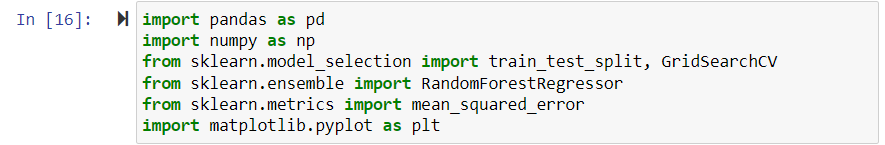 In [16]: import pandas as pd
import numpy as np
from sklearn.model_selection import train_test_split, GridSearchCV
from sklearn.ensemble import RandomForestRegressor
from sklearn.metrics import mean_squared_error
import matplotlib.pyplot as plt